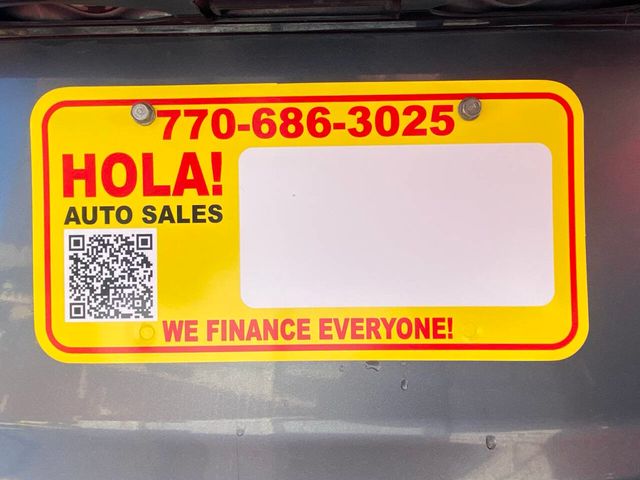 770-686-3025
HOLA!
AUTO SALES
WE FINANCE EVERYONE!